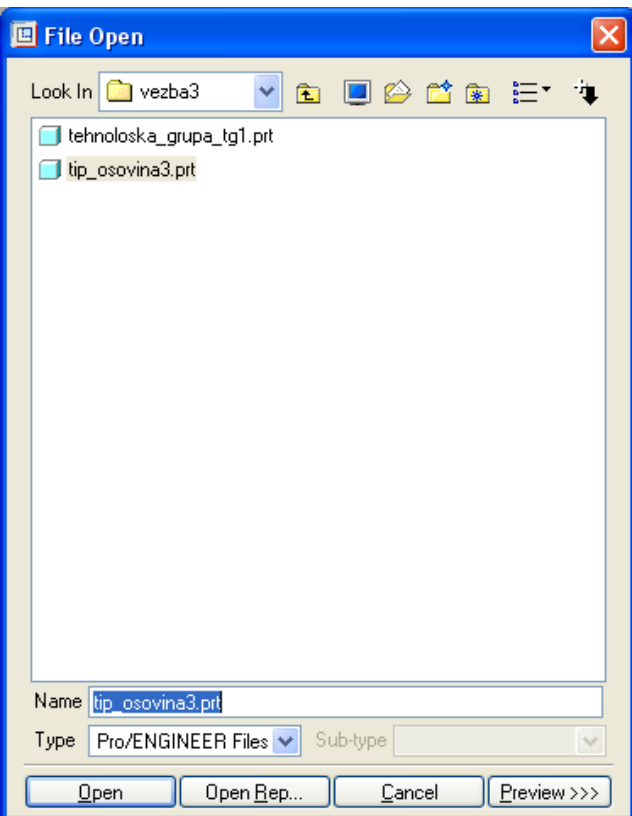 File Open
Look In vezba3
tehnoloska_grupa_tg1.prt
tip_osovina3.prt
Name tip_osovina3.prt
Type Pro/ENGINEER Files Sub-type
Open Open Rep... Cancel Preview >>>